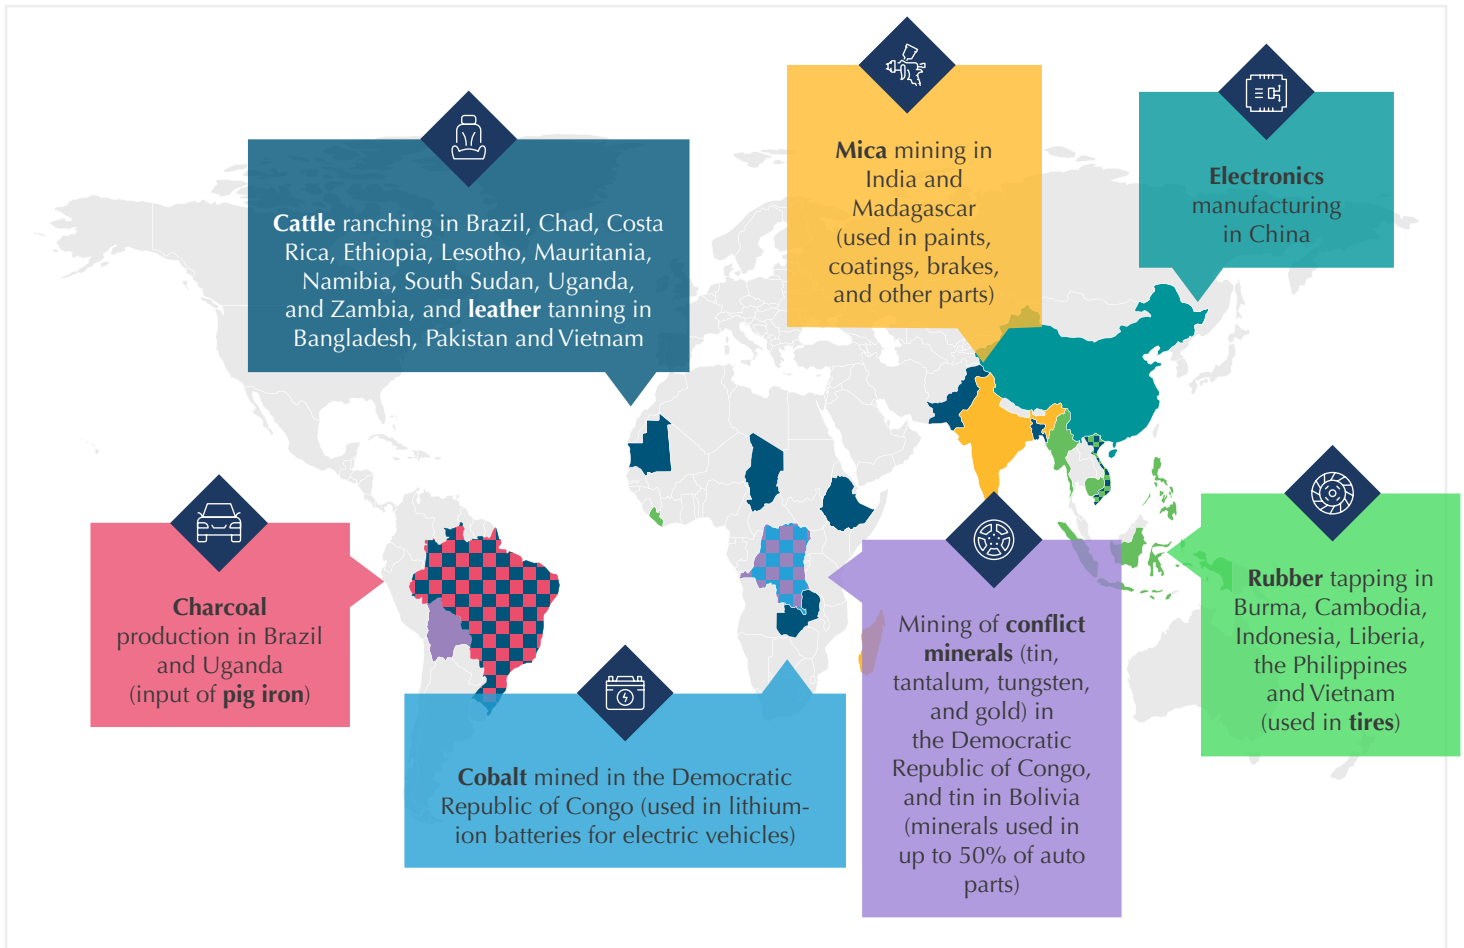 Cattle ranching in Brazil, Chad, Costa
Rica, Ethiopia, Lesotho, Mauritania,
Namibia, South Sudan, Uganda,
and Zambia, and leather tanning in
Bangladesh, Pakistan and Vietnam
Mica mining in
India and
Madagascar
(used in paints,
coatings, brakes,
and other parts)
Electronics
manufacturing
in China
Charcoal
production in Brazil
and Uganda
(input of pig iron)
Cobalt mined in the Democratic
Republic of Congo (used in lithium-
ion batteries for electric vehicles)
Mining of conflict
minerals (tin,
tantalum, tungsten,
and gold) in
the Democratic
Republic of Congo,
and tin in Bolivia
(minerals used in
up to 50% of auto
parts)
Rubber tapping in
Burma, Cambodia,
Indonesia, Liberia,
the Philippines
and Vietnam
(used in tires)